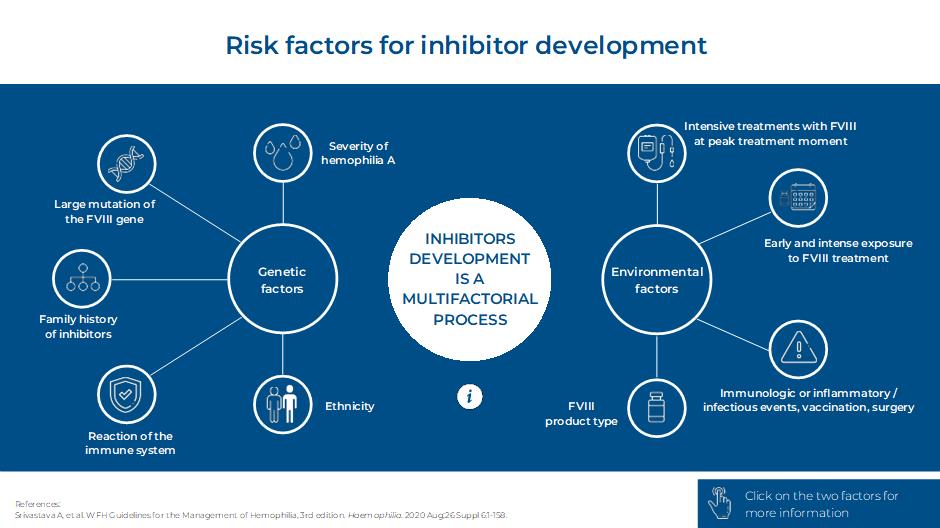 Risk factors for inhibitor development
Severity of
hemophilia A
Large mutation of
the FVIII gene
Genetic
factors
Family history
of inhibitors
Reaction of the
immune system
Ethnicity
INHIBITORS
DEVELOPMENT
IS A
MULTIFACTORIAL
PROCESS
i
Intensive treatments with FVIII
at peak treatment moment
Early and intense exposure
to FVIII treatment
Environmental
factors
Immunologic or inflammatory /
infectious events, vaccination, surgery
FVIII
product type
References:
Srivastava A, et al. WFH Guidelines for the Management of Hemophilia, 3rd edition. Haemophilia. 2020 Aug;26 Suppl 6:1-158.
Click on the two factors for
more information